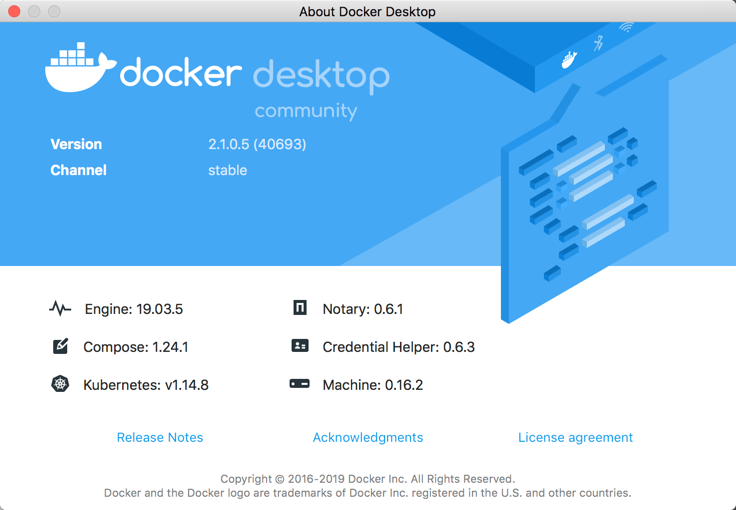 About Docker Desktop
docker desktop
community
Version 2.1.0.5 (40693)
Channel stable
Engine: 19.03.5 Notary: 0.6.1
Compose: 1.24.1 Credential Helper: 0.6.3
Kubernetes: v1.14.8 Machine: 0.16.2
Release Notes Acknowledgments License agreement
Copyright © 2016-2019 Docker Inc. All Rights Reserved.
Docker and the Docker logo are trademarks of Docker Inc. registered in the U.S. and other countries.